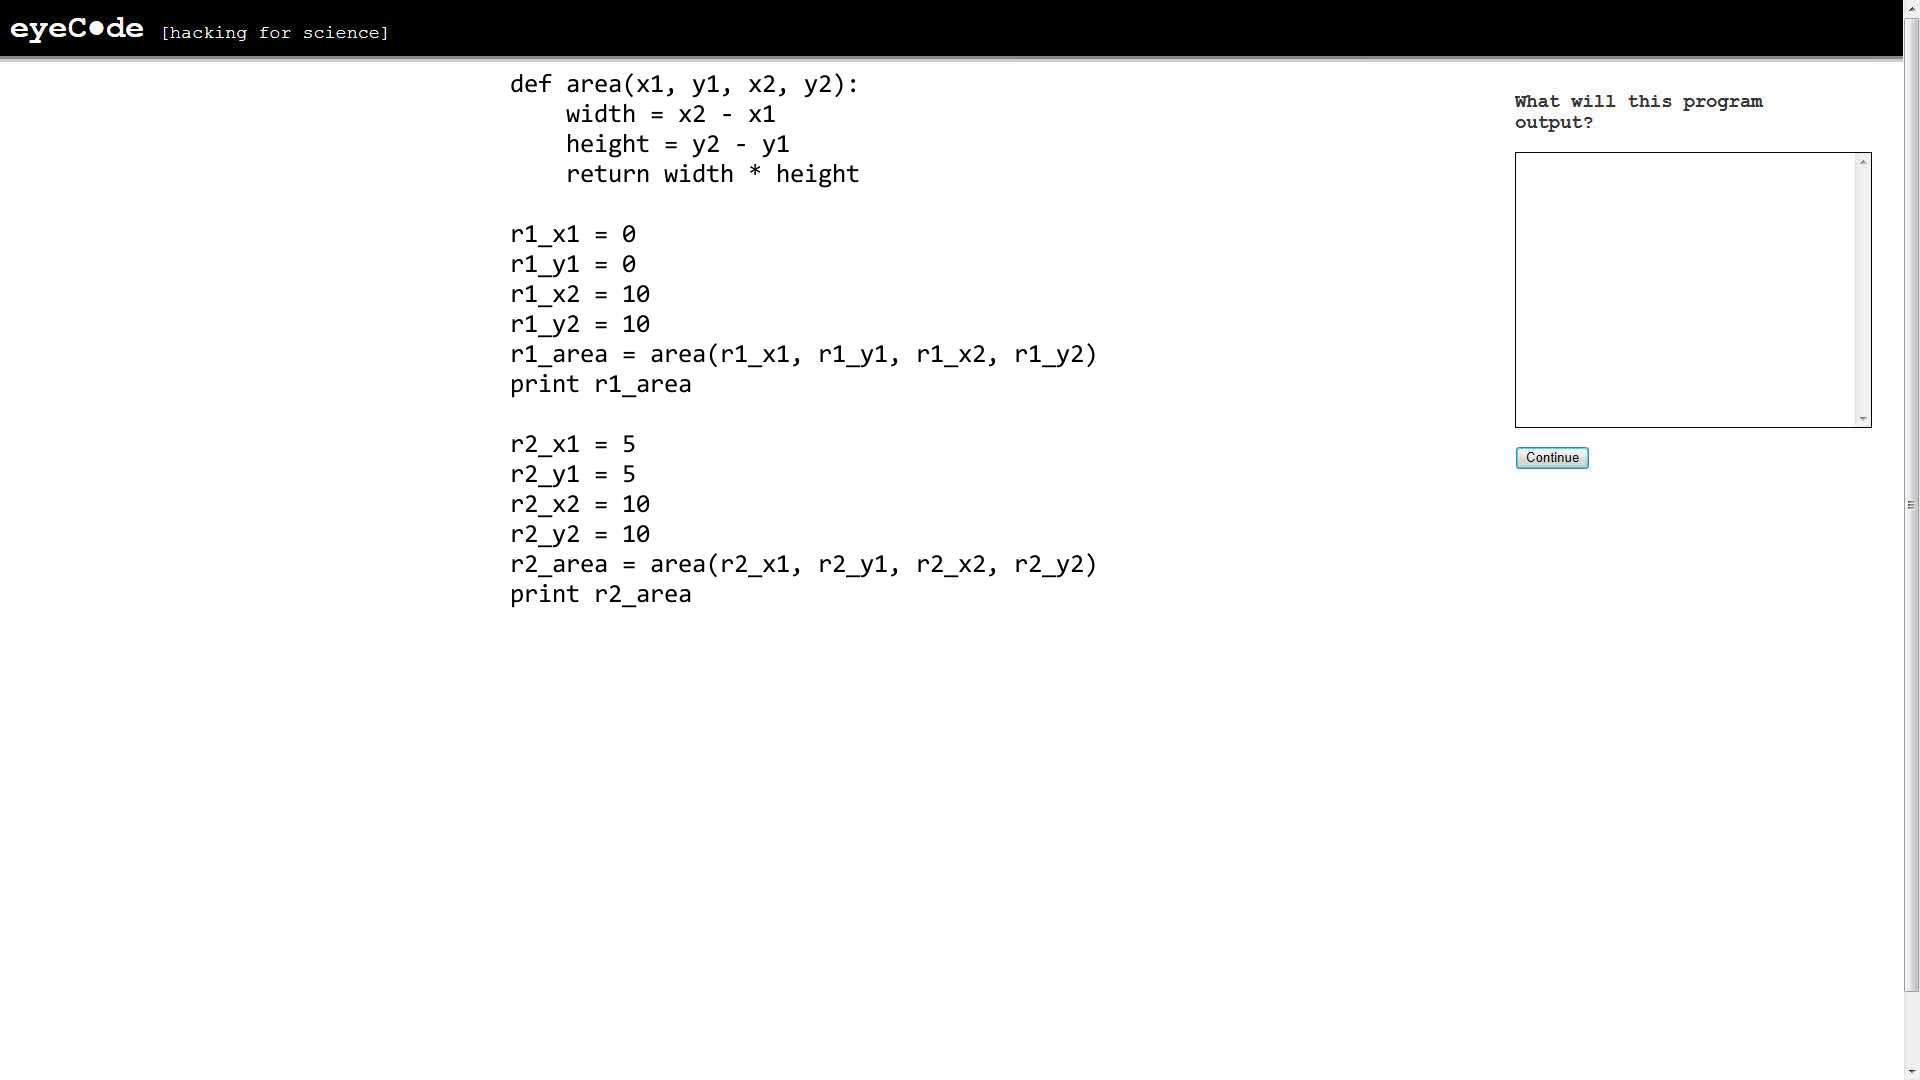 eyeC●de [hacking for science]
def area(x1, y1, x2, y2):
    width = x2 - x1
    height = y2 - y1
    return width * height

r1_x1 = 0
r1_y1 = 0
r1_x2 = 10
r1_y2 = 10
r1_area = area(r1_x1, r1_y1, r1_x2, r1_y2)
print r1_area

r2_x1 = 5
r2_y1 = 5
r2_x2 = 10
r2_y2 = 10
r2_area = area(r2_x1, r2_y1, r2_x2, r2_y2)
print r2_area
What will this program
output?
Continue